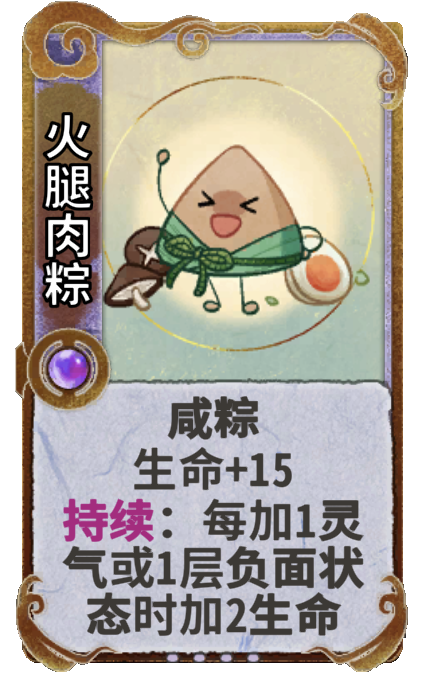 火腿肉粽
咸粽
生命+15
持续：每加1灵
气或1层负面状
态时加2生命